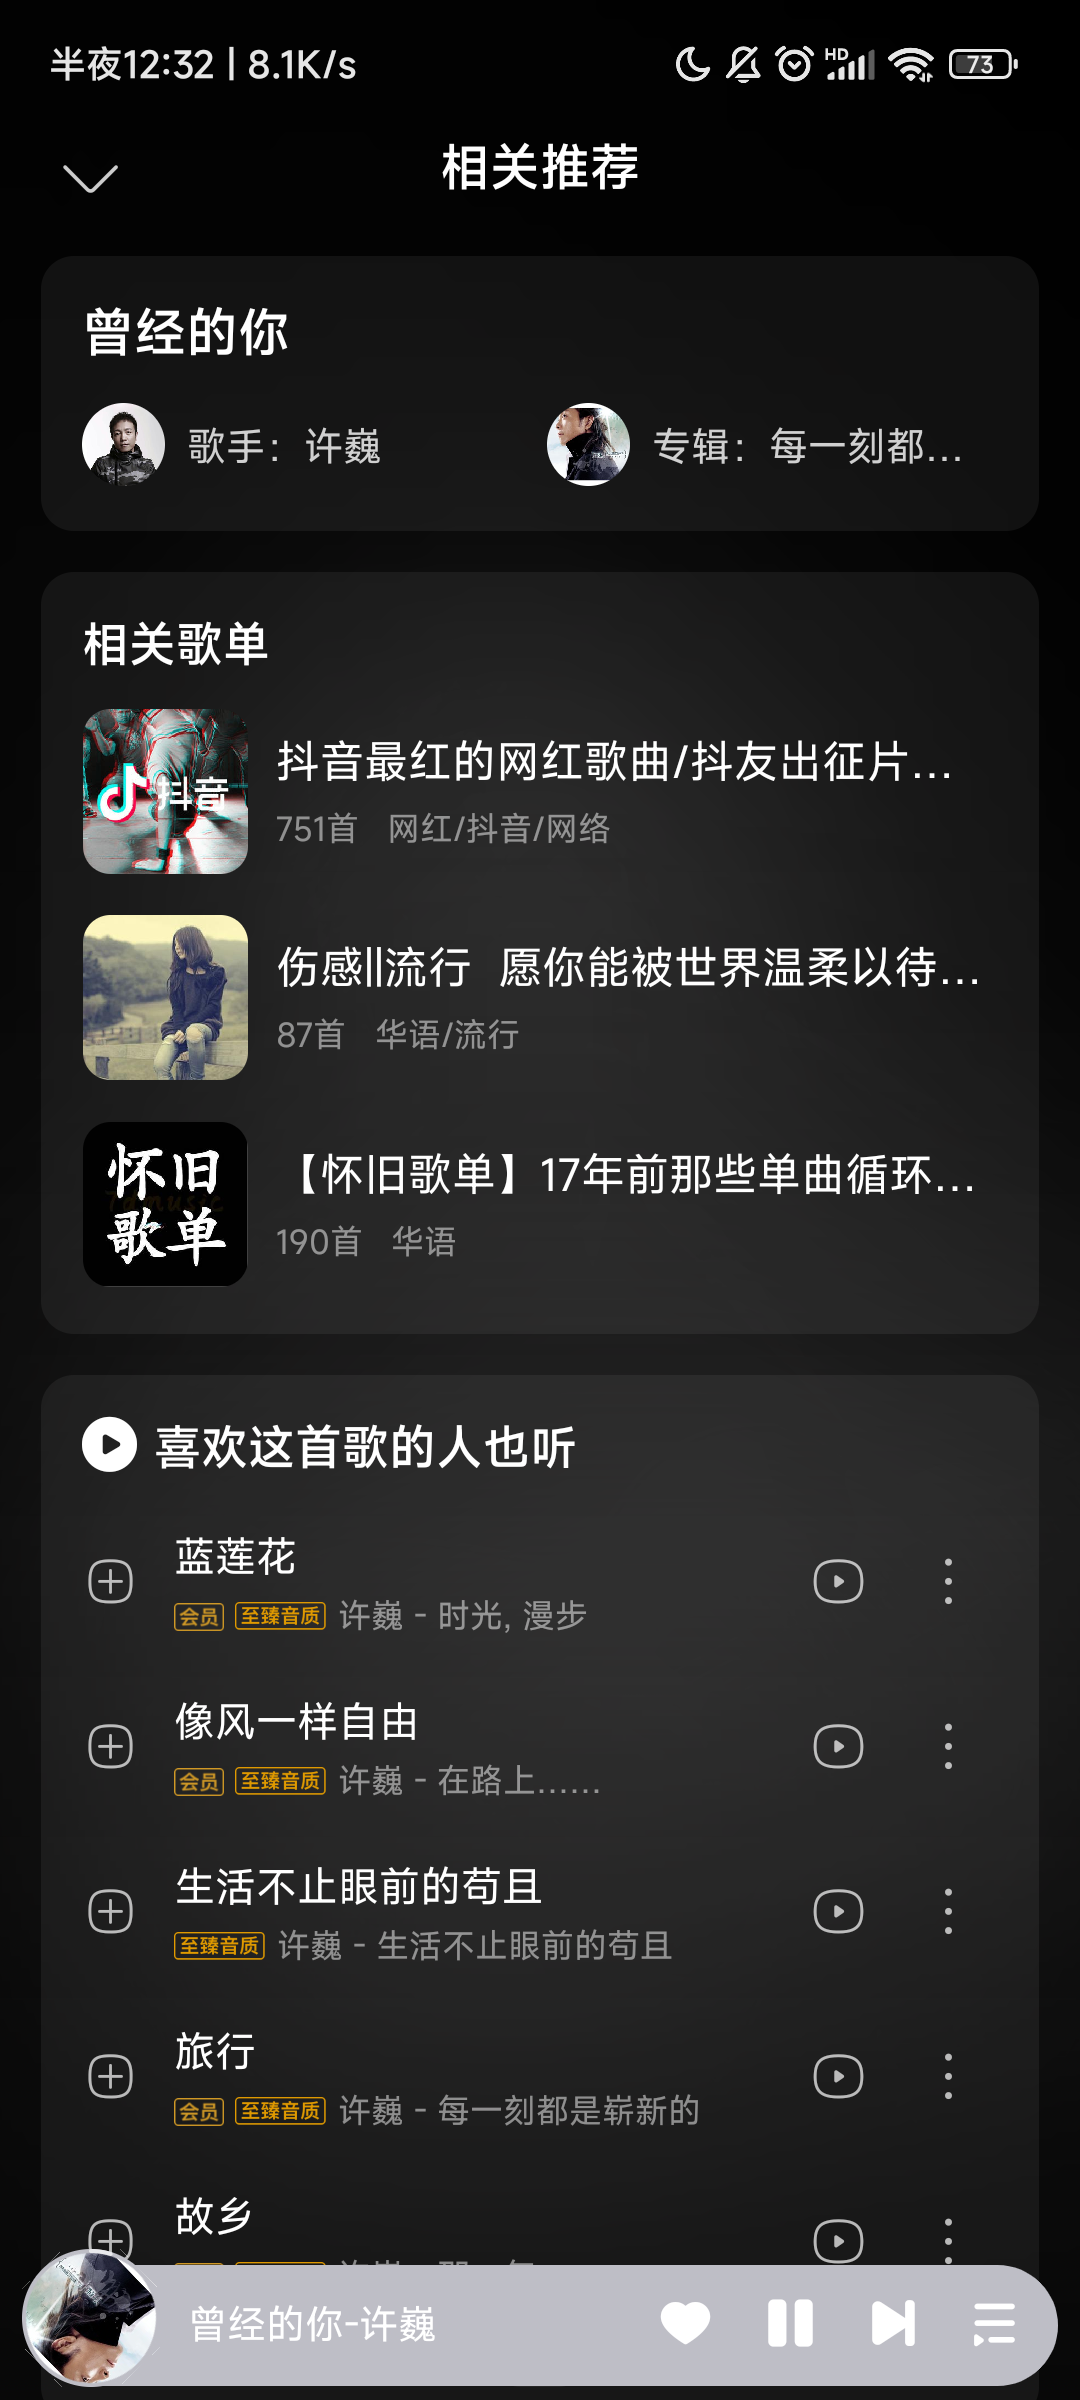 半夜12:32 | 8.1K/s
HD
73
相关推荐
曾经的你
歌手：许巍
专辑：每一刻都...
相关歌单
抖音
抖音最红的网红歌曲/抖友出征片...
751首 网红/抖音/网络
伤感||流行 愿你能被世界温柔以待...
87首 华语/流行
怀旧
歌单
【怀旧歌单】17年前那些单曲循环...
190首 华语
喜欢这首歌的人也听
蓝莲花
会员 至臻音质 许巍 - 时光, 漫步
像风一样自由
会员 至臻音质 许巍 - 在路上......
生活不止眼前的苟且
至臻音质 许巍 - 生活不止眼前的苟且
旅行
会员 至臻音质 许巍 - 每一刻都是崭新的
故乡
曾经的你-许巍